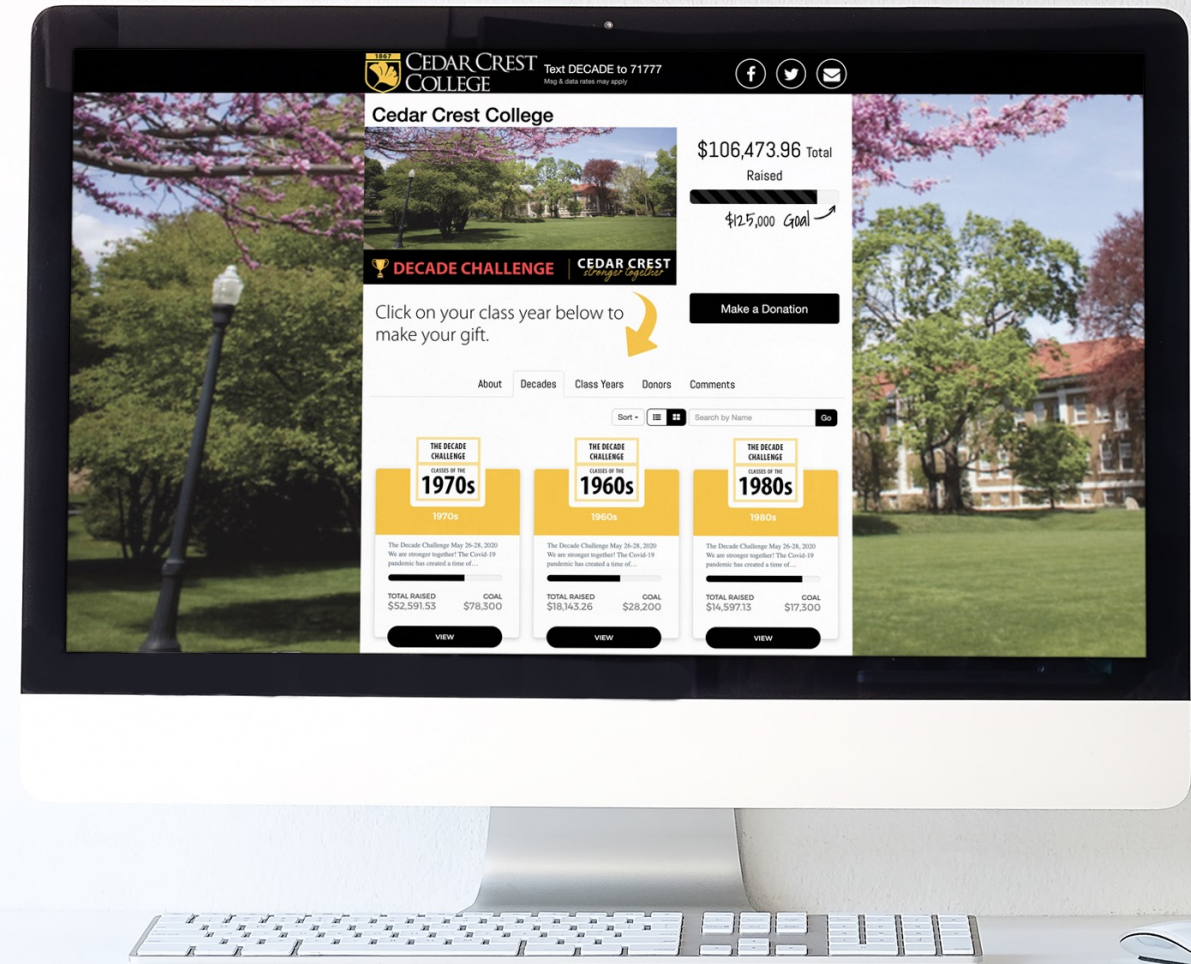 1867
CEDAR CREST
COLLEGE
Text DECADE to 71777
Msg & data rates may apply
Cedar Crest College
$106,473.96 Total
Raised
$125,000 Goal
DECADE CHALLENGE
CEDAR CREST
stronger together
Make a Donation
Click on your class year below to
make your gift.
About Decades Class Years Donors Comments
Sort Search by Name Go
THE DECADE
CHALLENGE
CLASSES OF THE
1970s
1970s
The Decade Challenge May 26-28, 2020
We are stronger together! The Covid-19
pandemic has created a time of…
TOTAL RAISED GOAL
$52,591.53 $78,300
VIEW
THE DECADE
CHALLENGE
CLASSES OF THE
1960s
1960s
The Decade Challenge May 26-28, 2020
We are stronger together! The Covid-19
pandemic has created a time of…
TOTAL RAISED GOAL
$18,143.26 $28,200
VIEW
THE DECADE
CHALLENGE
CLASSES OF THE
1980s
1980s
The Decade Challenge May 26-28, 2020
We are stronger together! The Covid-19
pandemic has created a time of…
TOTAL RAISED GOAL
$14,597.13 $17,300
VIEW